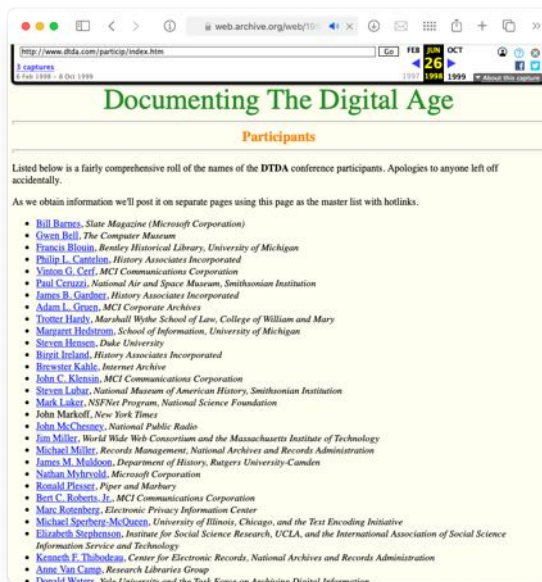 web.archive.org/web/199
http://www.dtda.com/particip/index.htm
Go
FEB JUN OCT
3 captures
26
6 Feb 1998 - 8 Oct 1999
1997 1998 1999
About this capture
Documenting The Digital Age
Participants
Listed below is a fairly comprehensive roll of the names of the DTDA conference participants. Apologies to anyone left off
accidentally.
As we obtain information we'll post it on separate pages using this page as the master list with hotlinks.
Bill Barnes, Slate Magazine (Microsoft Corporation)
Gwen Bell, The Computer Museum
Francis Blouin, Bentley Historical Library, University of Michigan
Philip L. Cantelon, History Associates Incorporated
Vinton G. Cerf, MCI Communications Corporation
Paul Ceruzzi, National Air and Space Museum, Smithsonian Institution
James B. Gardner, History Associates Incorporated
Adam L. Gruen, MCI Corporate Archives
Trotter Hardy, Marshall Wythe School of Law, College of William and Mary
Margaret Hedstrom, School of Information, University of Michigan
Steven Hensen, Duke University
Birgit Ireland, History Associates Incorporated
Brewster Kahle, Internet Archive
John C. Klensin, MCI Communications Corporation
Steven Lubar, National Museum of American History, Smithsonian Institution
Mark Luker, NSFNet Program, National Science Foundation
John Markoff, New York Times
John McChesney, National Public Radio
Jim Miller, World Wide Web Consortium and the Massachusetts Institute of Technology
Michael Miller, Records Management, National Archives and Records Administration
James M. Muldoon, Department of History, Rutgers University-Camden
Nathan Myhrvold, Microsoft Corporation
Ronald Plesser, Piper and Marbury
Bert C. Roberts, Jr., MCI Communications Corporation
Marc Rotenberg, Electronic Privacy Information Center
Michael Sperberg-McQueen, University of Illinois, Chicago, and the Text Encoding Initiative
Elizabeth Stephenson, Institute for Social Science Research, UCLA, and the International Association of Social Science
Information Service and Technology
Kenneth F. Thibodeau, Center for Electronic Records, National Archives and Records Administration
Anne Van Camp, Research Libraries Group
Donald Waters, Yale University and the Task Force on Archiving Digital Information